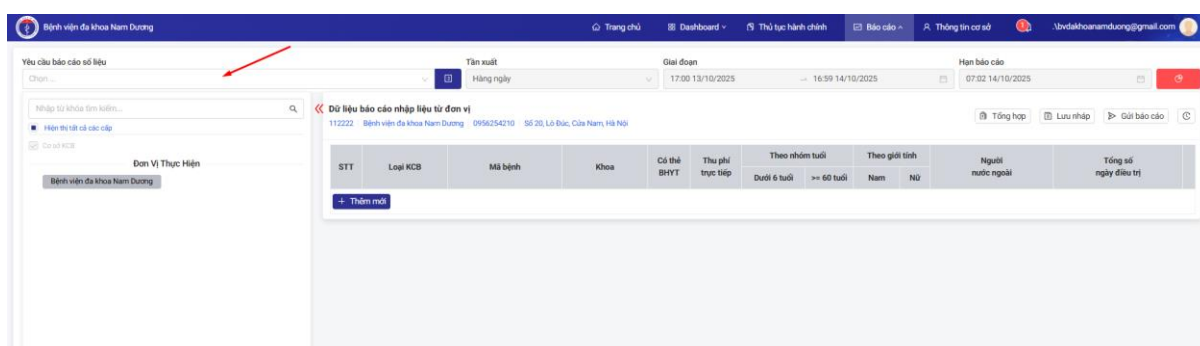 Bệnh viện đa khoa Nam Dương
Trang chủ
Dashboard
Thủ tục hành chính
Báo cáo
Thông tin cơ sở
.\bvdakhoanamduong@gmail.com
Yêu cầu báo cáo số liệu
Tần xuất
Giai đoạn
Hạn báo cáo
Chọn ...
Hàng ngày
17:00 13/10/2025 → 16:59 14/10/2025
07:02 14/10/2025
Nhập từ khóa tìm kiếm...
Hiện thị tất cả các cấp
Cơ sở KCB
Đơn Vị Thực Hiện
Bệnh viện đa khoa Nam Dương
Dữ liệu báo cáo nhập liệu từ đơn vị
112222 Bệnh viện đa khoa Nam Dương 0956254210 Số 20, Lò Đúc, Cửa Nam, Hà Nội
Tổng hợp
Lưu nháp
Gửi báo cáo
STT
Loại KCB
Mã bệnh
Khoa
Có thẻ
BHYT
Thu phí
trực tiếp
Theo nhóm tuổi
Dưới 6 tuổi
>= 60 tuổi
Theo giới tính
Nam
Nữ
Người
nước ngoài
Tổng số
ngày điều trị
+ Thêm mới